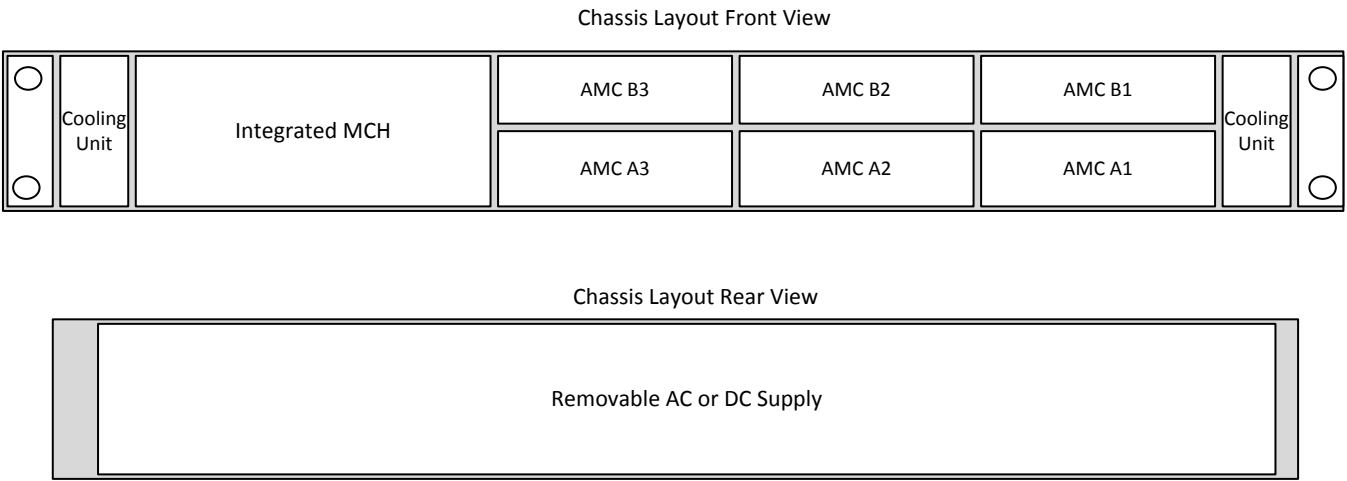 Chassis Layout Front View
Cooling
Unit
Integrated MCH
AMC B3
AMC B2
AMC B1
AMC A3
AMC A2
AMC A1
Cooling
Unit
Chassis Layout Rear View
Removable AC or DC Supply